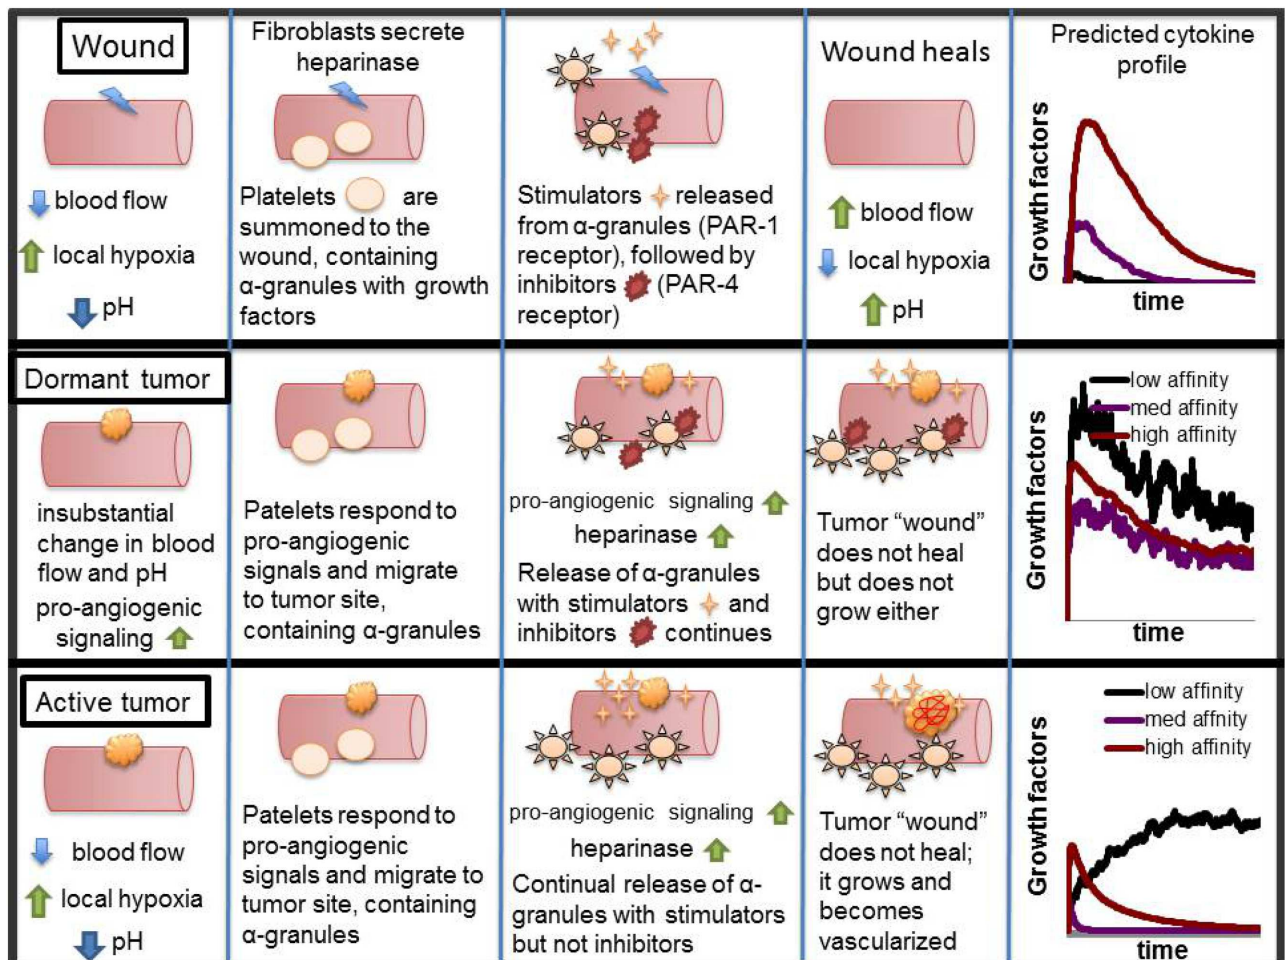 Wound
blood flow
local hypoxia
pH
Fibroblasts secrete
heparinase
Platelets are
summoned to the
wound, containing
α-granules with growth
factors
Stimulators released
from α-granules (PAR-1
receptor), followed by
inhibitors (PAR-4
receptor)
Wound heals
blood flow
local hypoxia
pH
Predicted cytokine
profile
Growth factors
time
Dormant tumor
insubstantial
change in blood
flow and pH
pro-angiogenic
signaling
Patelets respond to
pro-angiogenic
signals and migrate
to tumor site,
containing α-granules
pro-angiogenic signaling
heparinase
Release of α-granules
with stimulators and
inhibitors continues
Tumor “wound”
does not heal
but does not
grow either
low affinity
med affinity
high affinity
Growth factors
time
Active tumor
blood flow
local hypoxia
pH
Patelets respond to
pro-angiogenic
signals and migrate to
tumor site, containing
α-granules
pro-angiogenic signaling
heparinase
Continual release of α-
granules with stimulators
but not inhibitors
Tumor “wound”
does not heal;
it grows and
becomes
vascularized
low affinity
med affnity
high affinity
Growth factors
time